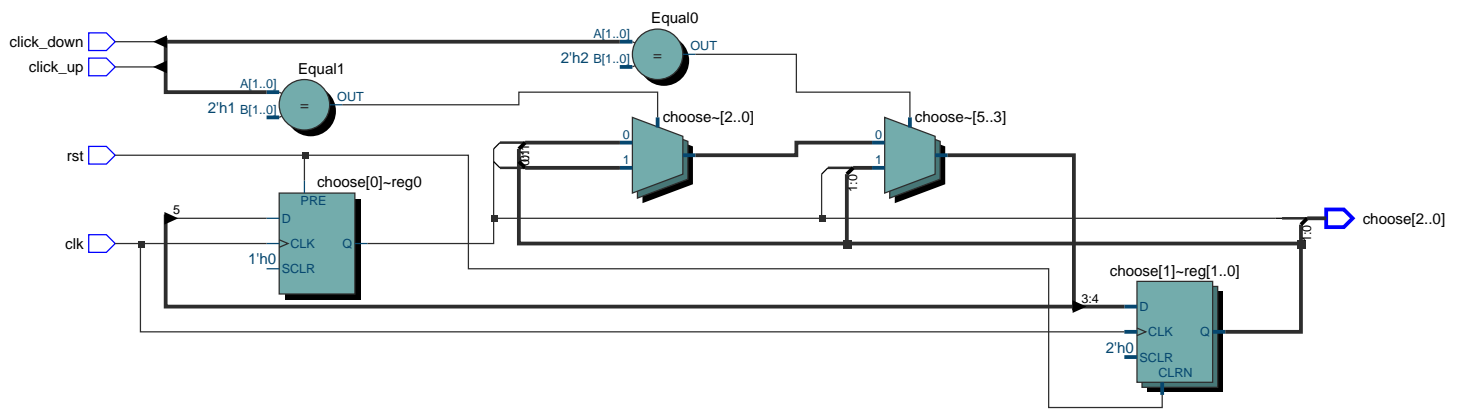 Equal0
click_down
A[1..0]
OUT
=
2'h2 B[1..0]
click_up
Equal1
A[1..0]
OUT
=
2'h1 B[1..0]
choose~[2..0]
choose~[5..3]
0
0
1
1
1:0
rst
choose[0]~reg0
PRE
5
D
choose[2..0]
1:0
clk
CLK
Q
1'h0
SCLR
choose[1]~reg[1..0]
3:4
D
CLK
Q
2'h0
SCLR
CLRN